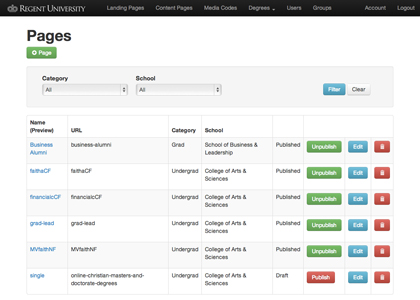 REGENT UNIVERSITY Landing Pages Content Pages Media Codes Degrees Users Groups Account Logout
Pages
Page
Category School
All All Filter Clear
Name (Preview) URL Category School
Business Alumni business-alumni Grad School of Business & Leadership Published Unpublish Edit
faithaCF faithaCF Undergrad College of Arts & Sciences Published Unpublish Edit
financialcCF financialcCF Undergrad College of Arts & Sciences Published Unpublish Edit
grad-lead grad-lead Undergrad College of Arts & Sciences Published Unpublish Edit
MVfaithNF MVfaithNF Undergrad College of Arts & Sciences Published Unpublish Edit
single online-christian-masters-and-doctorate-degrees Undergrad College of Arts & Sciences Draft Publish Edit